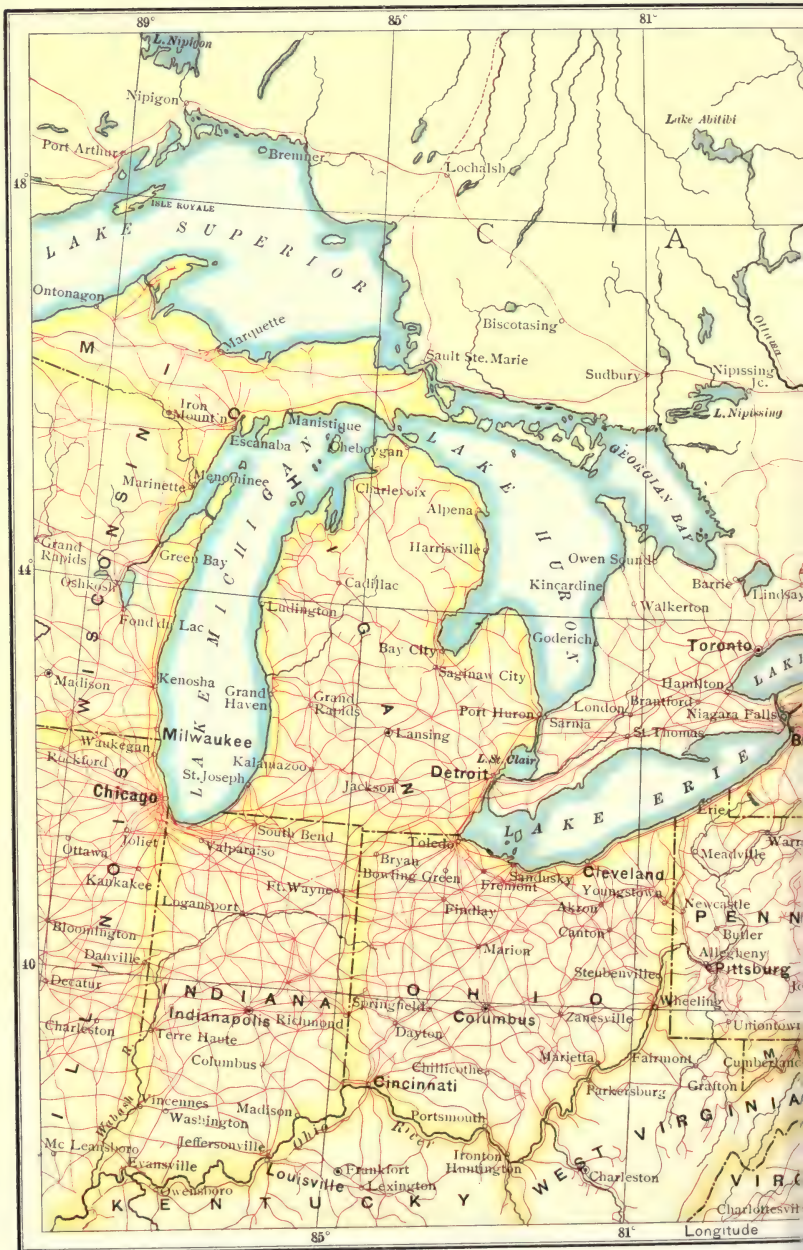 89°
85°
81°
L. Nipigon
Nipigon
Lake Abitibi
Port Arthur
Bremner
Lochalsh
48°
ISLE ROYALE
LAKE SUPERIOR
C A
Ontonagon
Biscotasing
Ottawa
Marquette
Sault Ste. Marie
Sudbury
Nipissing Jc.
MICHIGAN
Iron Mount'n
L. Nipissing
Manistique
Escanaba
Cheboygan
LAKE HURON
GEORGIAN BAY
Menominee
Marinette
Charlevoix
Alpena
WISCONSIN
LAKE MICHIGAN
Grand Rapids
Green Bay
Harrisville
Owen Sound
44°
Oshkosh
Cadillac
Kincardine
Barrie
Lindsay
Ludington
Walkerton
Fond du Lac
Bay City
Goderich
Toronto
Saginaw City
LAKE
Madison
Kenosha
Grand Haven
Grand Rapids
Hamilton
Port Huron
Sarnia
London
Brantford
Niagara Falls
Milwaukee
Lansing
St. Thomas
B
Waukegan
Rockford
Kalamazoo
L. St. Clair
St. Joseph
Detroit
Jackson
Chicago
LAKE ERIE
Erie
Joliet
South Bend
Toledo
Ottawa
Valparaiso
Bryan
Meadville
Warr
Bowling Green
Sandusky
Cleveland
Kankakee
Ft. Wayne
Fremont
Youngstown
Newcastle
Logansport
Findlay
Akron
PENN
ILLINOIS
Bloomington
Canton
Butler
Marion
Allegheny
40
Danville
Pittsburg
Steubenville
Decatur
INDIANA
OHIO
Springfield
Wheeling
Indianapolis
Richmond
Columbus
Zanesville
Charleston
Dayton
Uniontown
Terre Haute
Columbus
Chillicothe
Marietta
Fairmont
Cumberland
M
Cincinnati
Parkersburg
Grafton
Wabash R.
Vincennes
Washington
Madison
Portsmouth
WEST VIRGINIA
Ohio River
Mc Leansboro
Jeffersonville
Ironton
Evansville
Huntington
Louisville
Frankfort
Charleston
Owensboro
Lexington
VIRG
KENTUCKY
Charlottesvil
85°
81°
Longitude